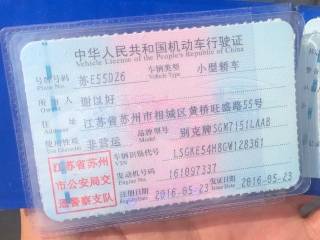 中华人民共和国机动车行驶证
Vehicle License of the People's Republic of China
号牌号码 苏E55DZ6 车辆类型 小型轿车
Vehicle Type
所有人 谢以好
住址 江苏省苏州市相城区黄桥旺盛路55号
使用性质 非营运 品牌型号 别克牌SGM7151LAAB
Use Character Model
江苏省苏州市公安局交通警察支队
车辆识别代号 LSGKE54H8GW128361
VIN
发动机号码 161097337
Engine No.
注册日期 2016-05-23 发证日期 2016-05-23
Register Date Issue Date